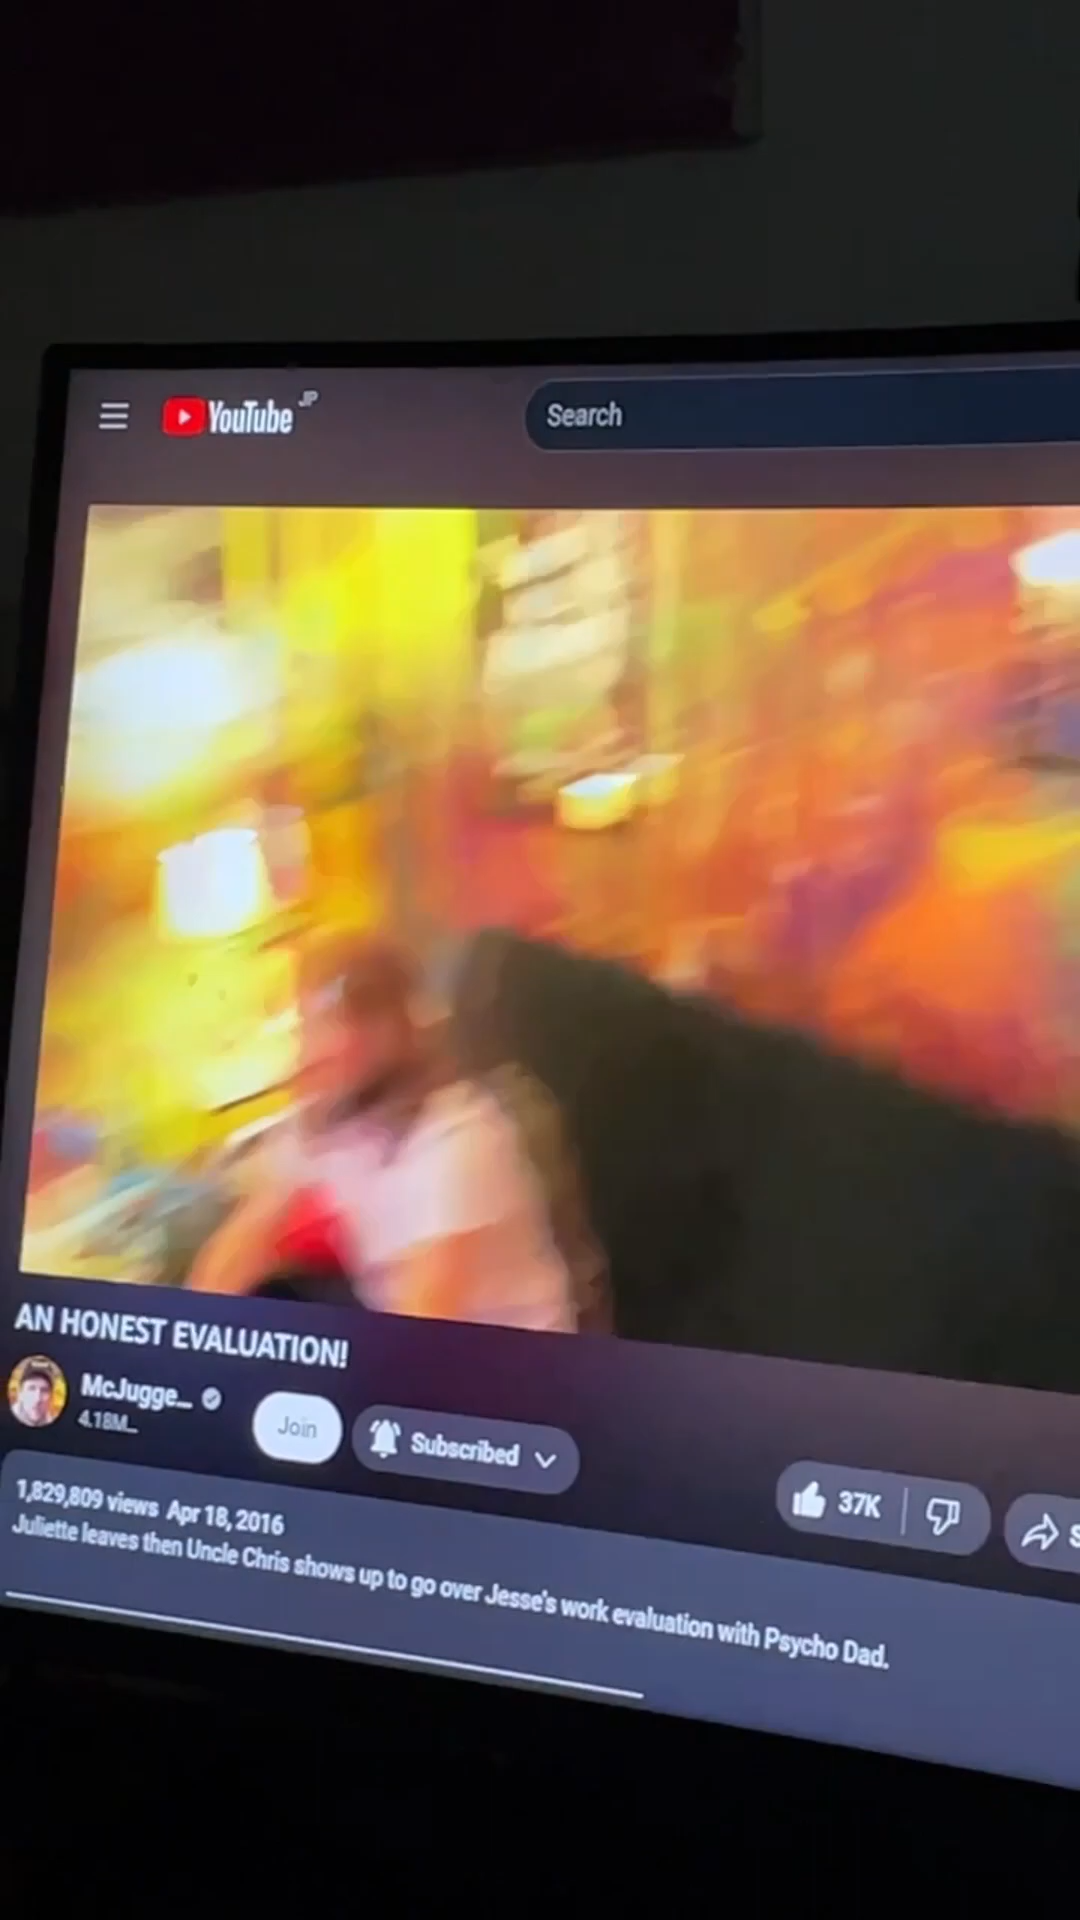 YouTube JP
Search
AN HONEST EVALUATION!
McJugge...
4.18M...
Join
Subscribed
37K
S
1,829,809 views Apr 18, 2016
Juliette leaves then Uncle Chris shows up to go over Jesse's work evaluation with Psycho Dad.